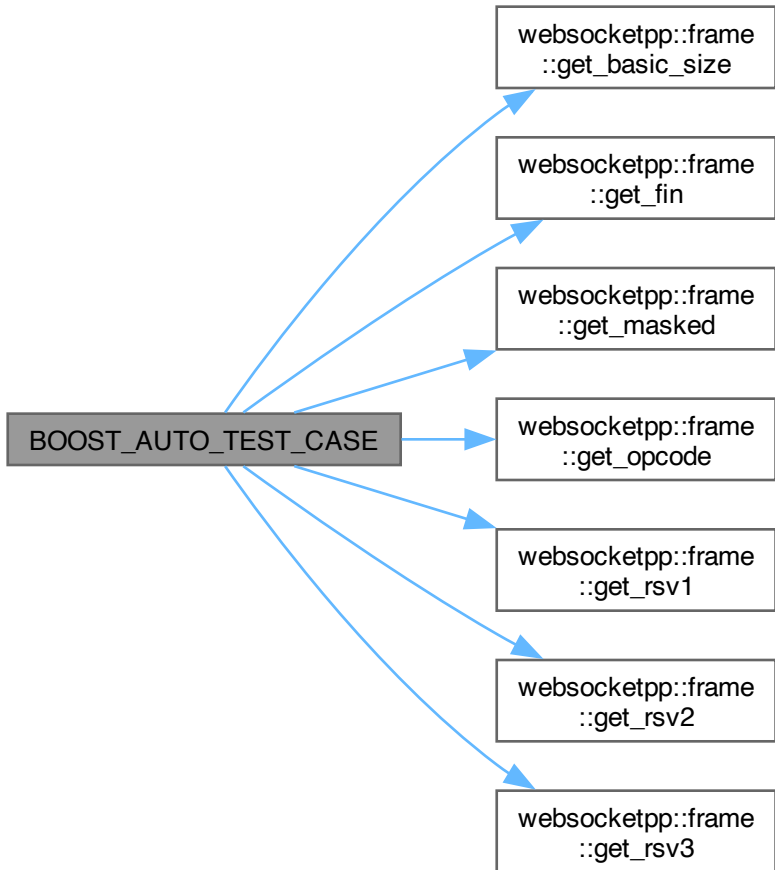 websocketpp::frame
::get_basic_size
websocketpp::frame
::get_fin
websocketpp::frame
::get_masked
BOOST_AUTO_TEST_CASE
websocketpp::frame
::get_opcode
websocketpp::frame
::get_rsv1
websocketpp::frame
::get_rsv2
websocketpp::frame
::get_rsv3